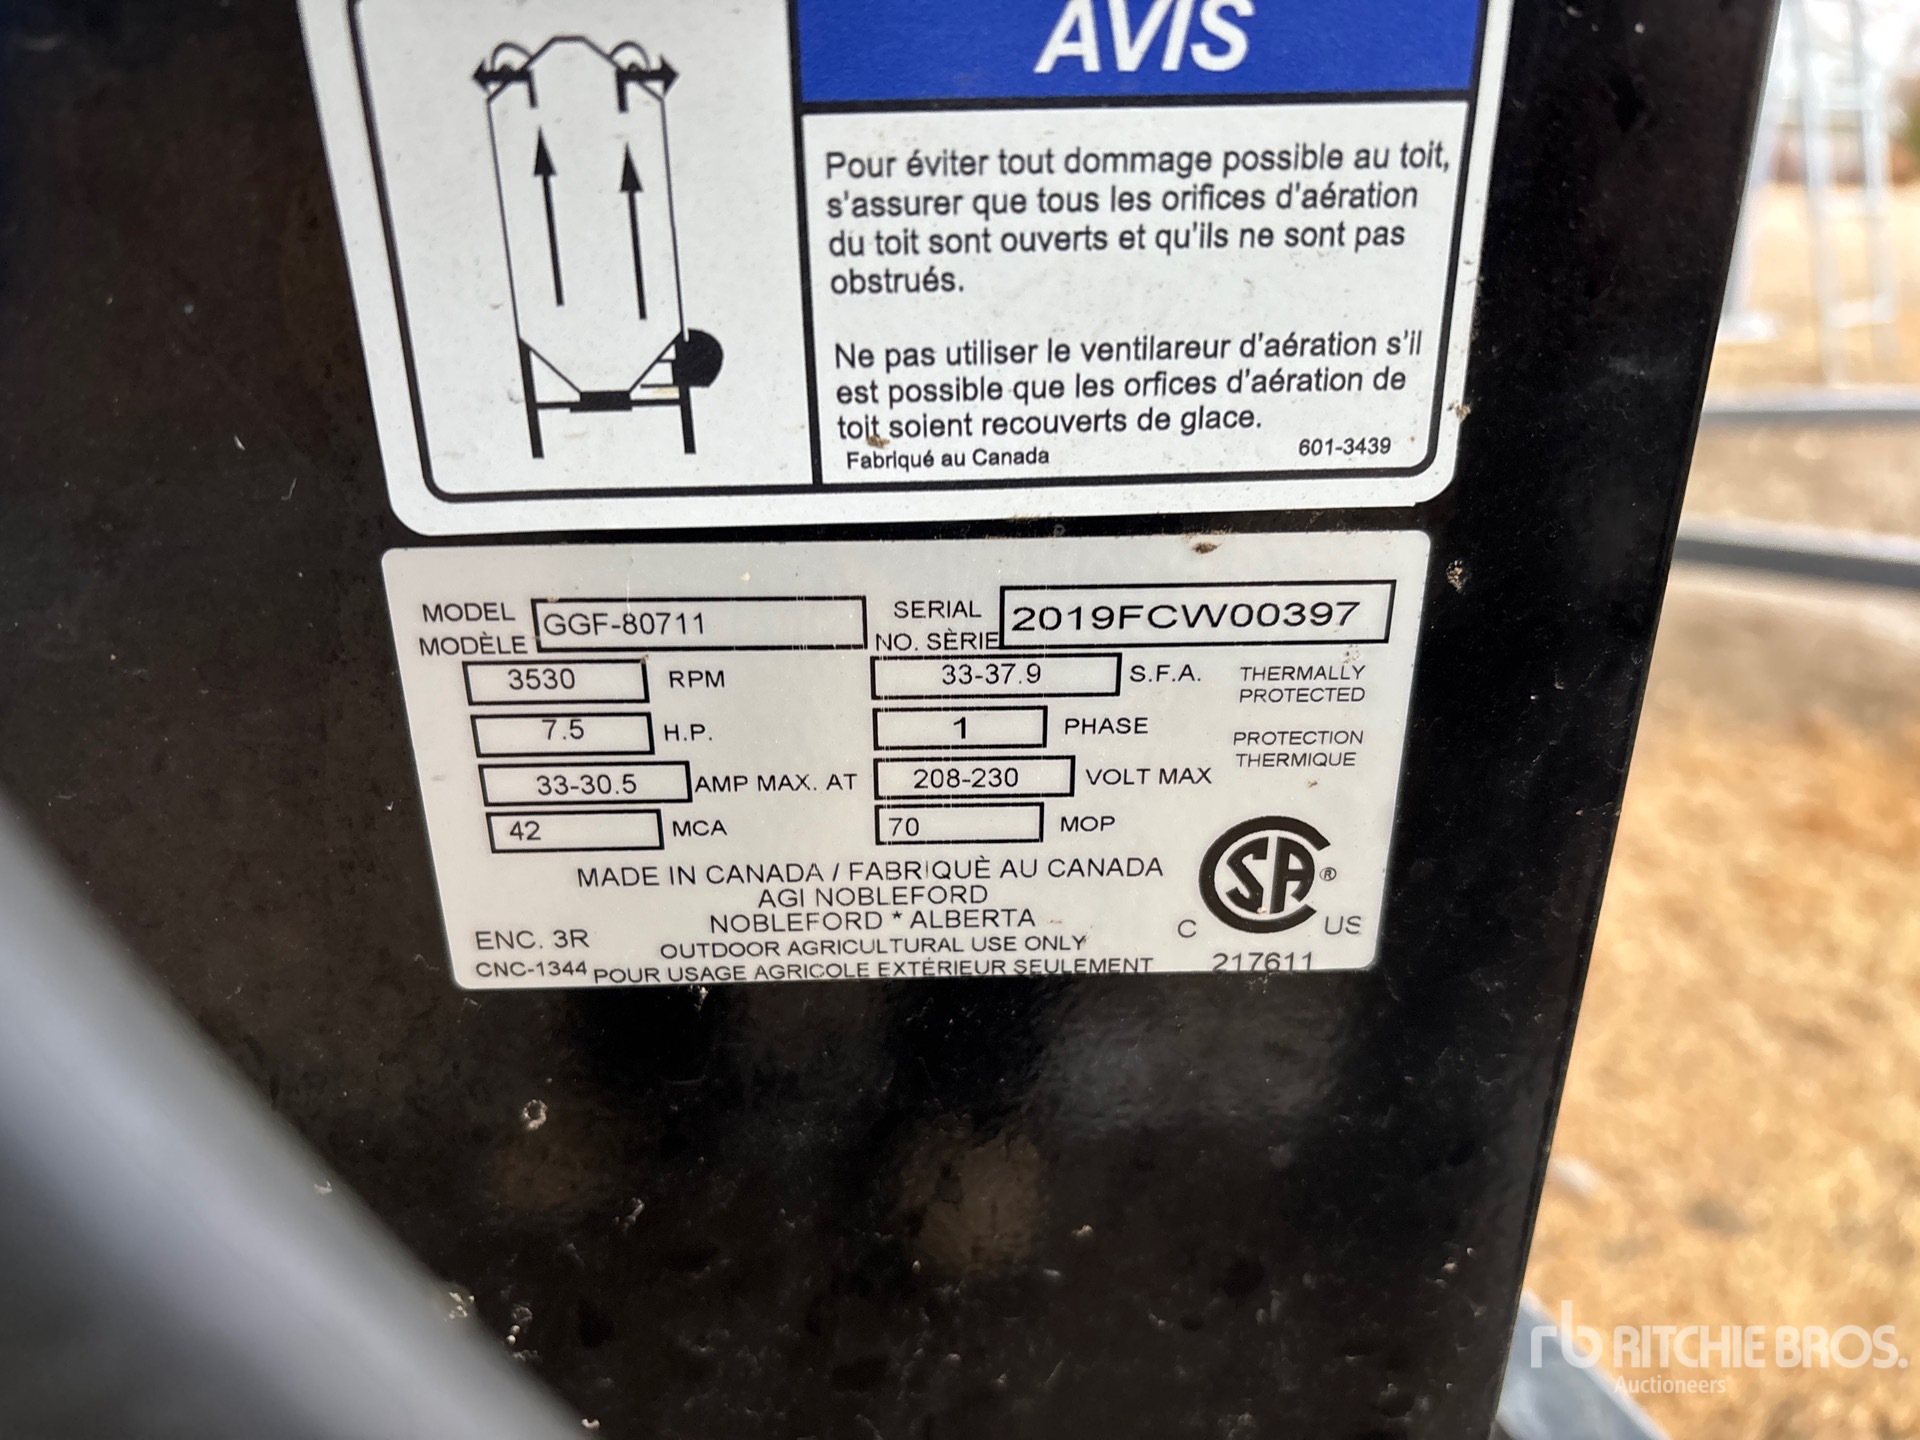 AVIS
Pour éviter tout dommage possible au toit,
s'assurer que tous les orifices d'aération
du toit sont ouverts et qu'ils ne sont pas
obstrués.
Ne pas utiliser le ventilareur d'aération s'il
est possible que les orfices d'aération de
toit soient recouverts de glace.
Fabriqué au Canada 601-3439
MODEL GGF-80711 SERIAL 2019FCW00397
MODÈLE NO. SÈRIE
3530 RPM 33-37.9 S.F.A. THERMALLY
PROTECTED
7.5 H.P. 1 PHASE PROTECTION
THERMIQUE
33-30.5 AMP MAX. AT 208-230 VOLT MAX
42 MCA 70 MOP
MADE IN CANADA / FABRIQUÈ AU CANADA
AGI NOBLEFORD
NOBLEFORD * ALBERTA
ENC. 3R OUTDOOR AGRICULTURAL USE ONLY
CNC-1344 POUR USAGE AGRICOLE EXTÉRIEUR SEULEMENT
SA ®
C US
217611
rb RITCHIE BROS.
Auctioneers